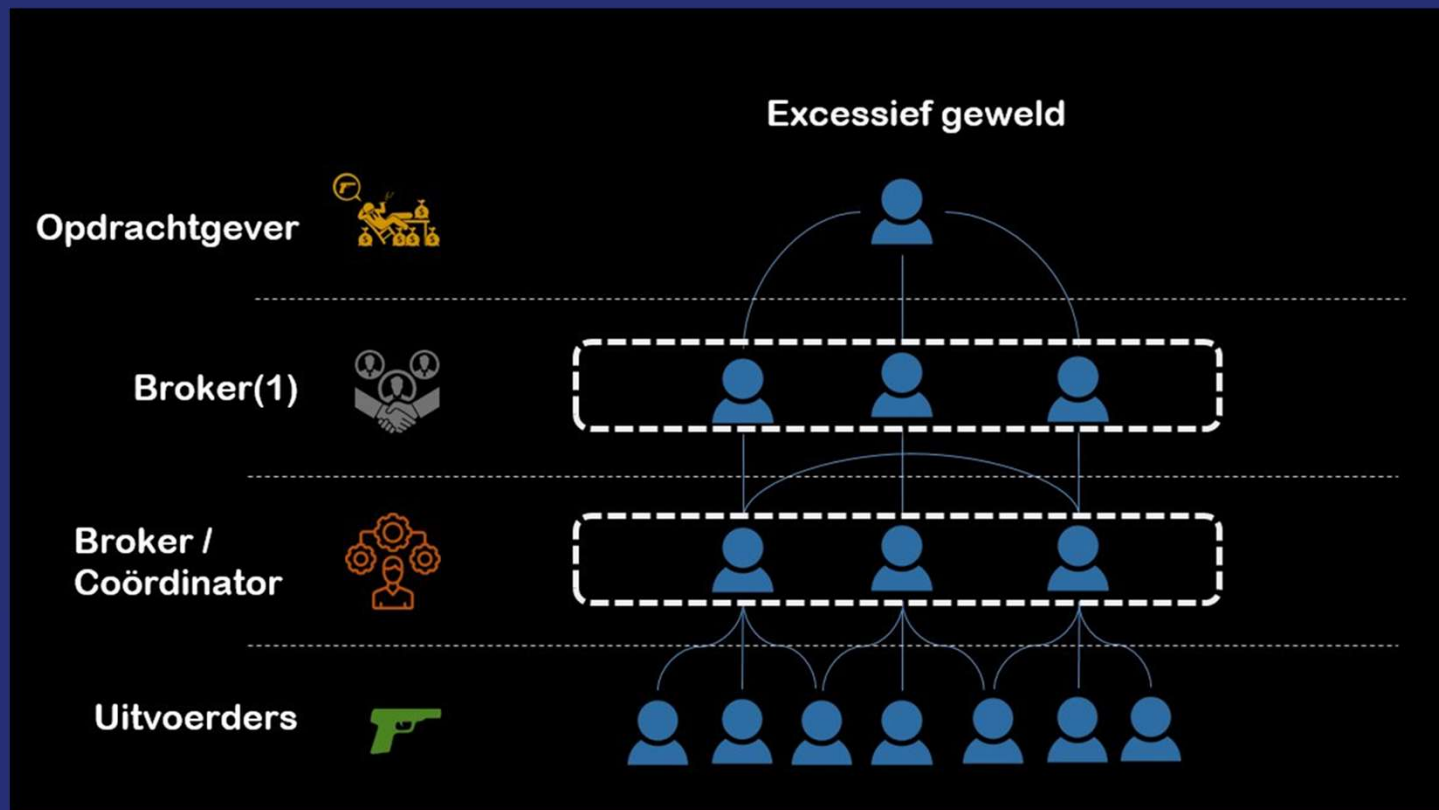 Excessief geweld
Opdrachtgever
Broker(1)
Broker /
Coördinator
Uitvoerders